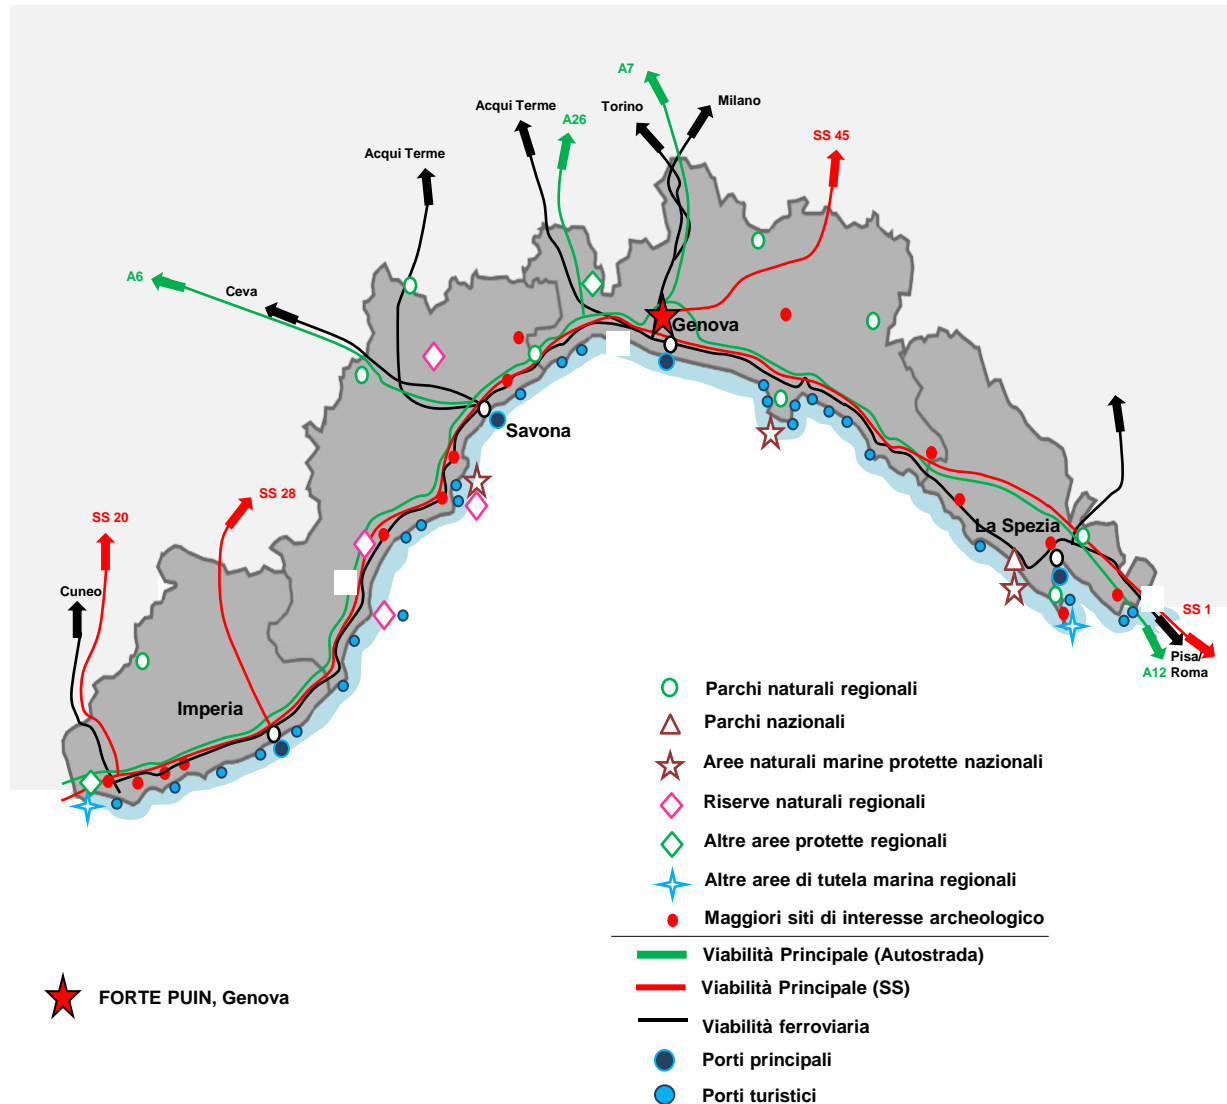 A7
Milano
Acqui Terme
Torino
A26
SS 45
Acqui Terme
A6
Ceva
Genova
Savona
SS 28
SS 20
La Spezia
Cuneo
SS 1
Pisa/
A12 Roma
Imperia
Parchi naturali regionali
Parchi nazionali
Aree naturali marine protette nazionali
Riserve naturali regionali
Altre aree protette regionali
Altre aree di tutela marina regionali
Maggiori siti di interesse archeologico
Viabilità Principale (Autostrada)
Viabilità Principale (SS)
FORTE PUIN, Genova
Viabilità ferroviaria
Porti principali
Porti turistici